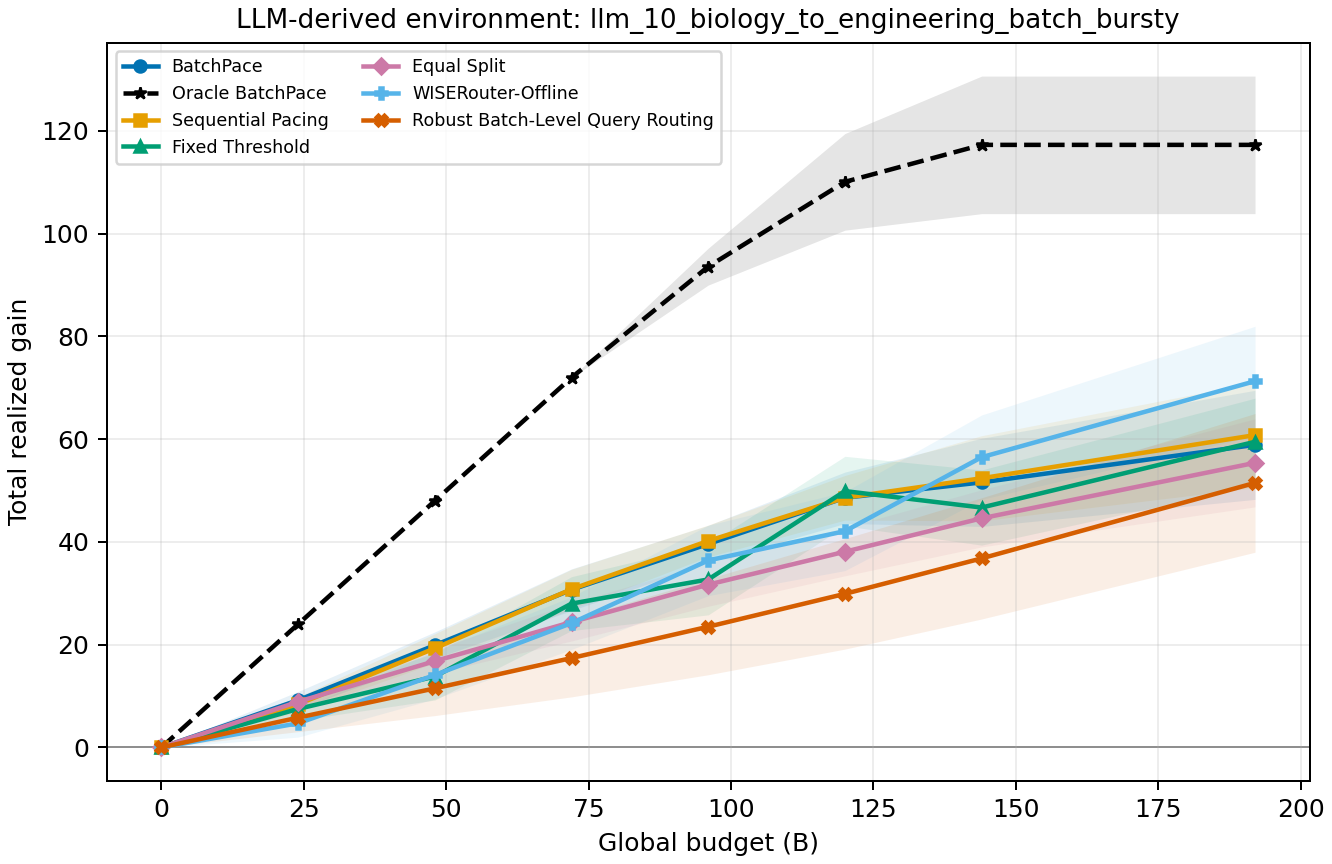 LLM-derived environment: llm_10_biology_to_engineering_batch_bursty
BatchPace
Oracle BatchPace
Sequential Pacing
Fixed Threshold
Equal Split
WISERouter-Offline
Robust Batch-Level Query Routing
Total realized gain
120
100
80
60
40
20
0
0 25 50 75 100 125 150 175 200
Global budget (B)